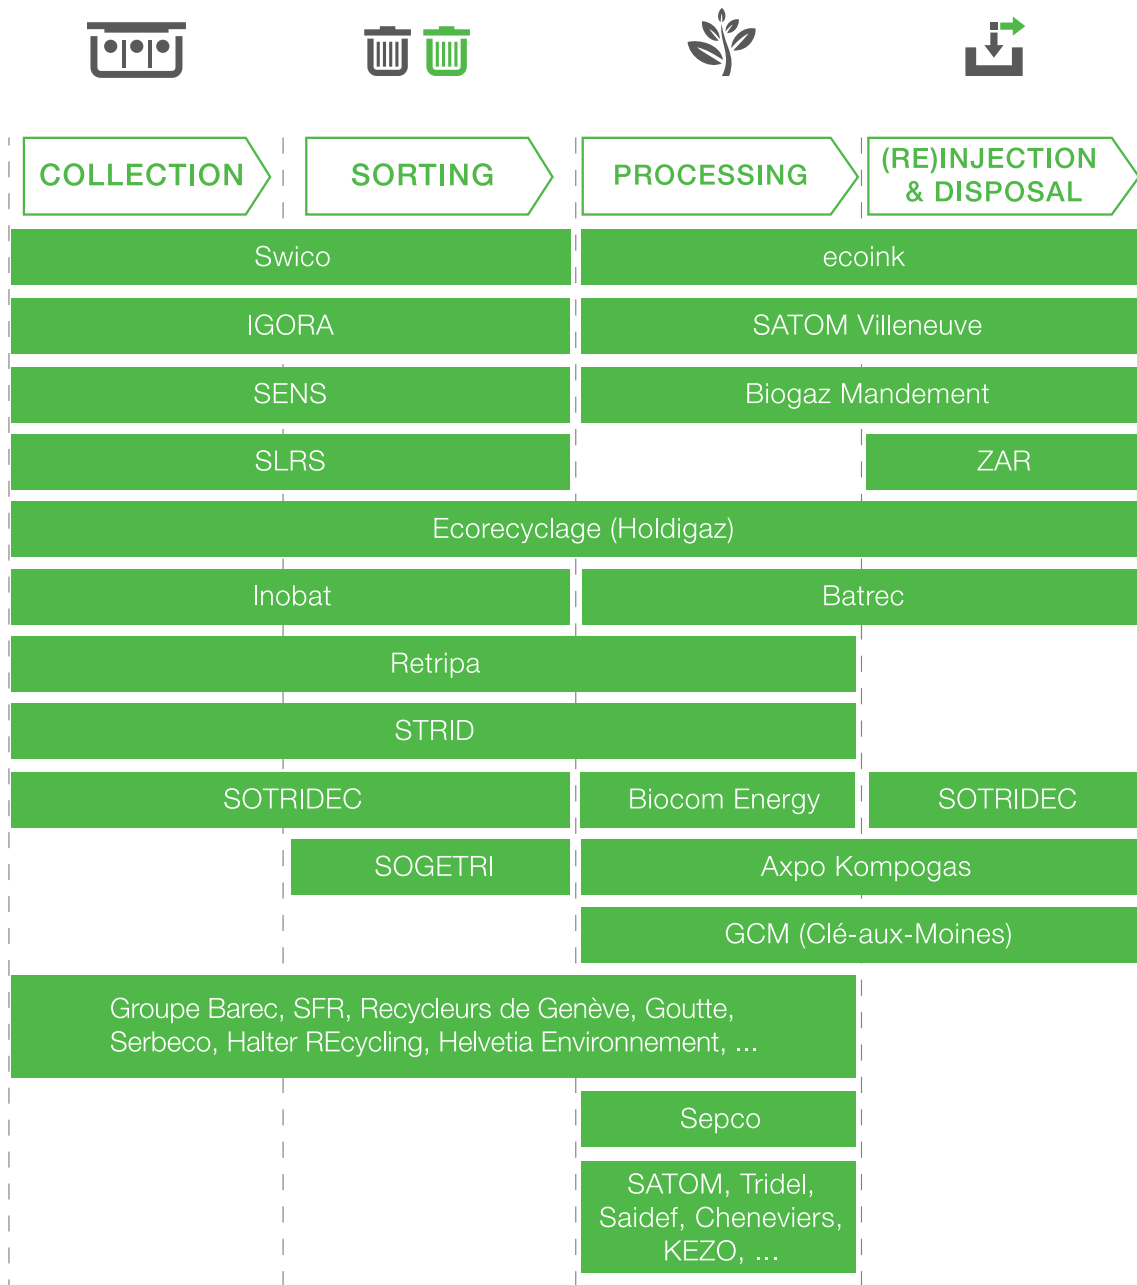 COLLECTION
SORTING
PROCESSING
(RE)INJECTION
& DISPOSAL
Swico
ecoink
IGORA
SATOM Villeneuve
SENS
Biogaz Mandement
SLRS
ZAR
Ecorecyclage (Holdigaz)
Inobat
Batrec
Retripa
STRID
SOTRIDEC
Biocom Energy
SOTRIDEC
SOGETRI
Axpo Kompogas
GCM (Clé-aux-Moines)
Groupe Barec, SFR, Recycleurs de Genève, Goutte,
Serbeco, Halter REcycling, Helvetia Environnement, ...
Sepco
SATOM, Tridel,
Saidef, Cheneviers,
KEZO, ...